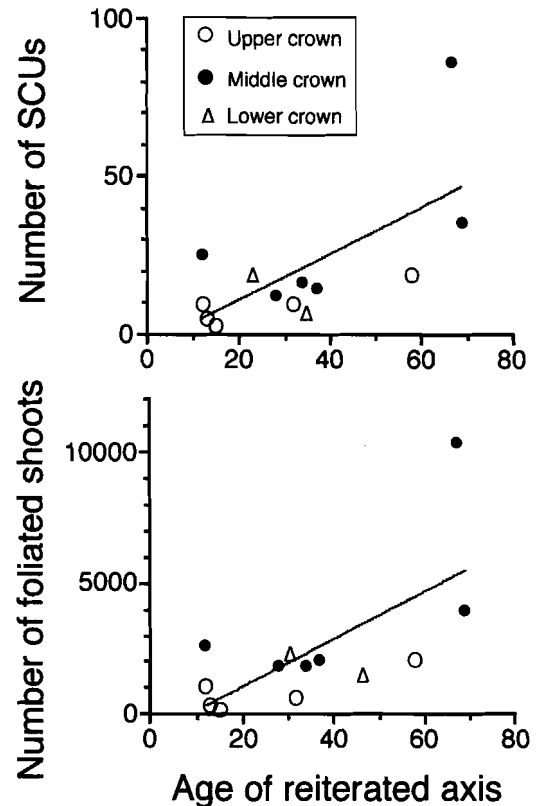 Number of SCUs
100
50
0
Upper crown
Middle crown
Lower crown
0 20 40 60 80
Number of foliated shoots
10000
5000
0
0 20 40 60 80
Age of reiterated axis